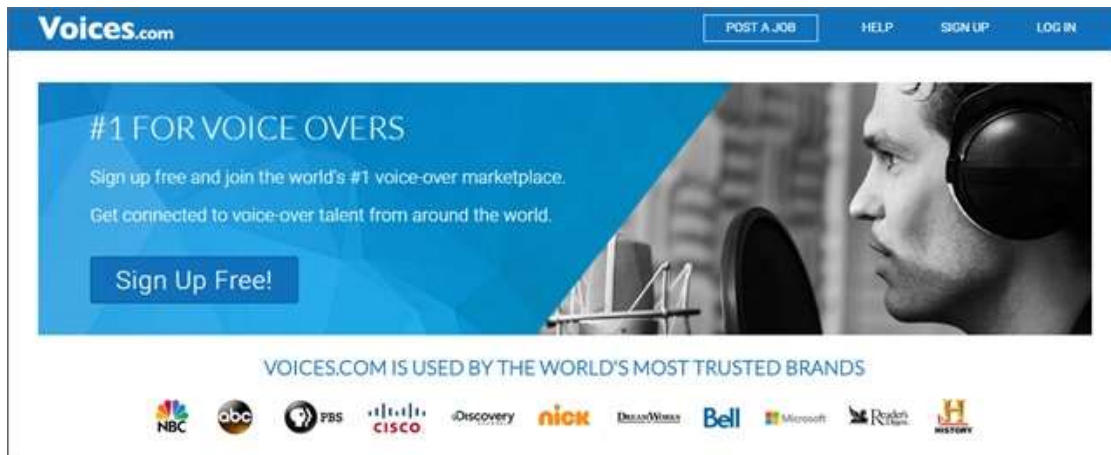 Voices.com
POST A JOB
HELP
SIGN UP
LOG IN
#1 FOR VOICE OVERS
Sign up free and join the world's #1 voice-over marketplace.
Get connected to voice-over talent from around the world.
Sign Up Free!
VOICES.COM IS USED BY THE WORLD'S MOST TRUSTED BRANDS
NBC
abc
PBS
CISCO
Discovery
nick
DREAMWORKS
Bell
Microsoft
Reader's
Digest
H
HISTORY